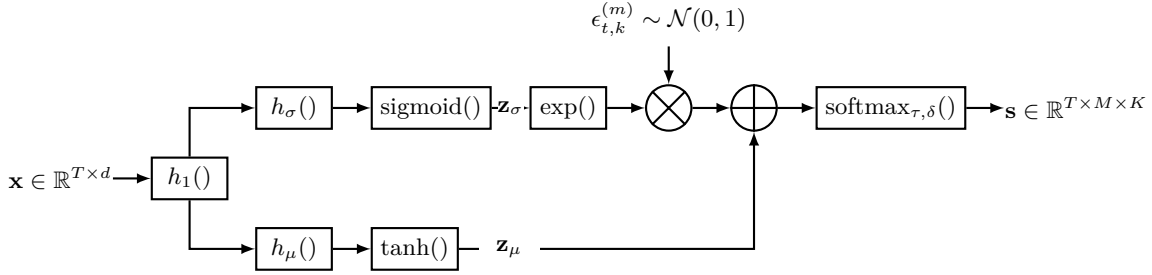 ϵ_{t,k}^{(m)} ∼ 𝒩(0, 1)
h_σ() sigmoid() z_σ exp() softmax_{τ,δ}() s ∈ ℝ^{T×M×K}
x ∈ ℝ^{T×d} h_1()
h_μ() tanh() z_μ